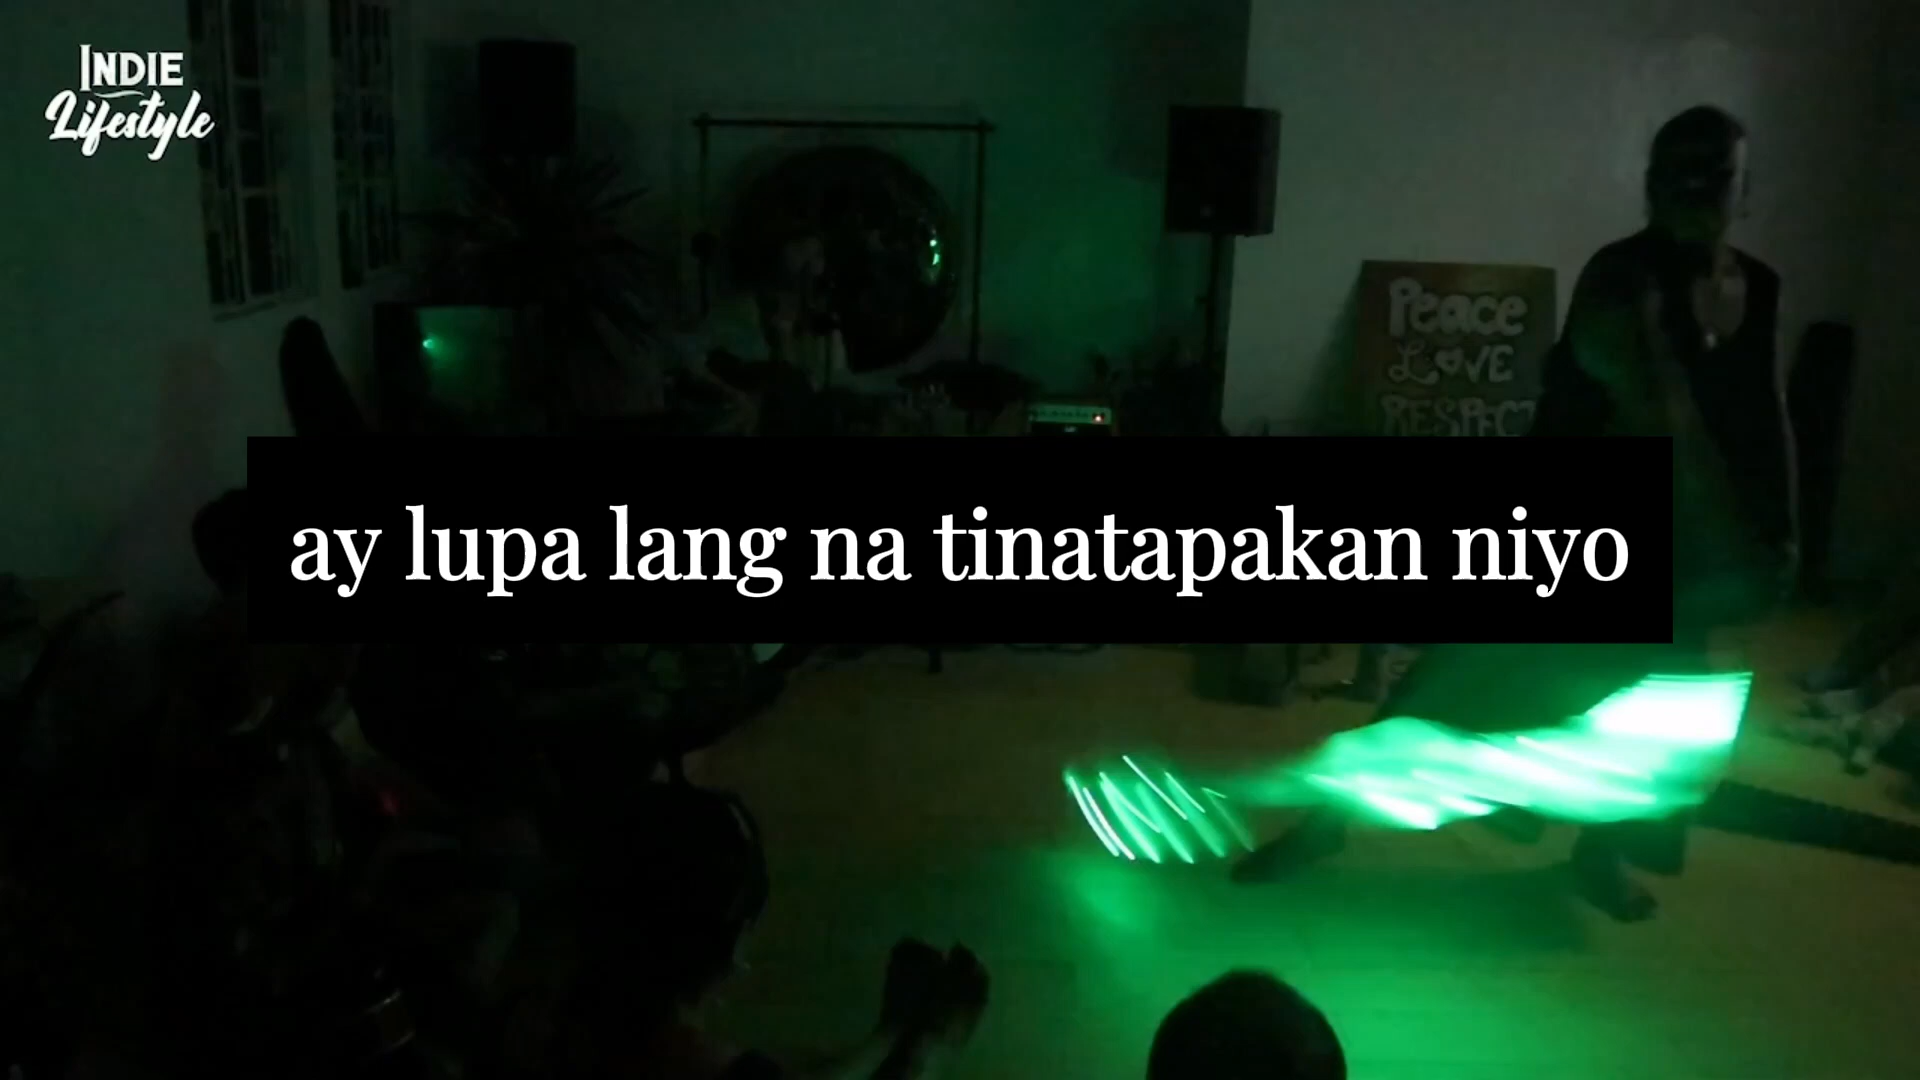 INDIE
Lifestyle
Peace
LOVE
RESPECT
ay lupa lang na tinatapakan niyo